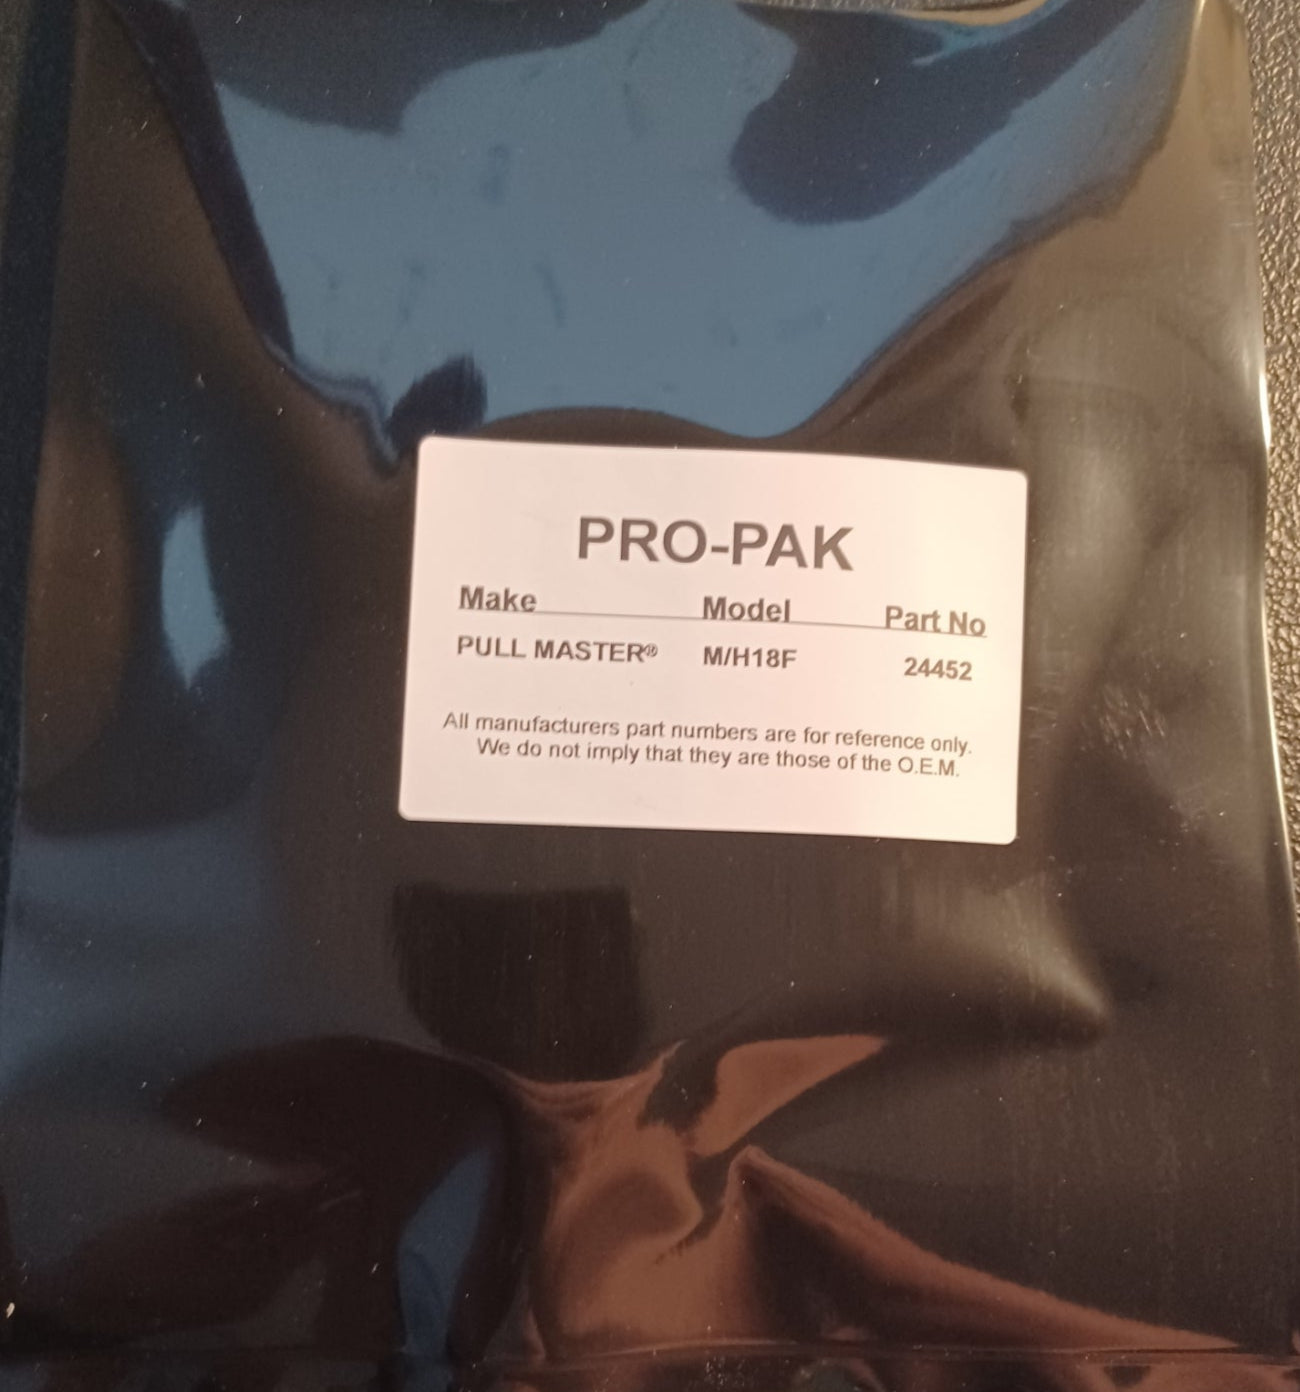 PRO-PAK
Make Model Part No
PULL MASTER® M/H18F 24452
All manufacturers part numbers are for reference only.
We do not imply that they are those of the O.E.M.